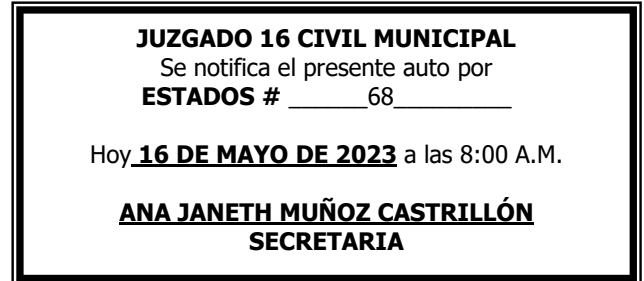 JUZGADO 16 CIVIL MUNICIPAL
Se notifica el presente auto por
ESTADOS # ______68_________
Hoy 16 DE MAYO DE 2023 a las 8:00 A.M.
ANA JANETH MUÑOZ CASTRILLÓN
SECRETARIA